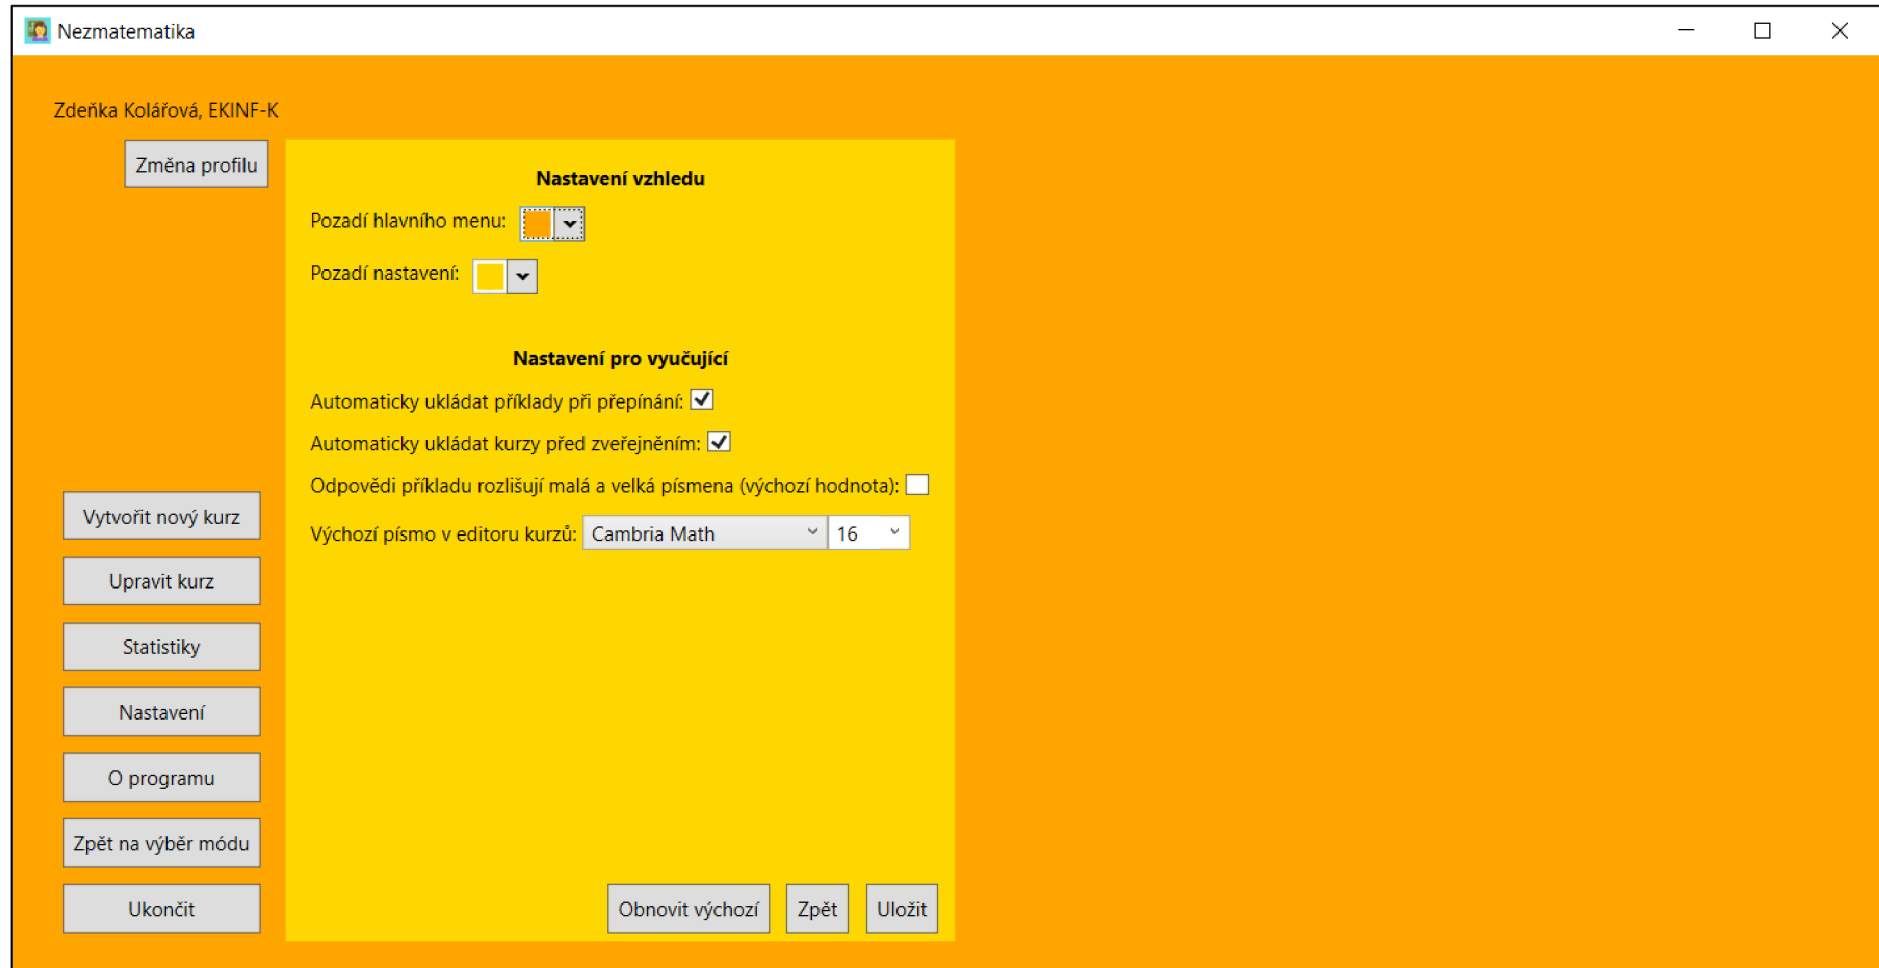 Nezmatematika
Zdeňka Kolářová, EKINF-K
Změna profilu
Nastavení vzhledu
Pozadí hlavního menu:
Pozadí nastavení:
Nastavení pro vyučující
Automaticky ukládat příklady při přepínání:
Automaticky ukládat kurzy před zveřejněním:
Odpovědi příkladu rozlišují malá a velká písmena (výchozí hodnota):
Výchozí písmo v editoru kurzů: Cambria Math 16
Vytvořit nový kurz
Upravit kurz
Statistiky
Nastavení
O programu
Zpět na výběr módu
Ukončit
Obnovit výchozí Zpět Uložit